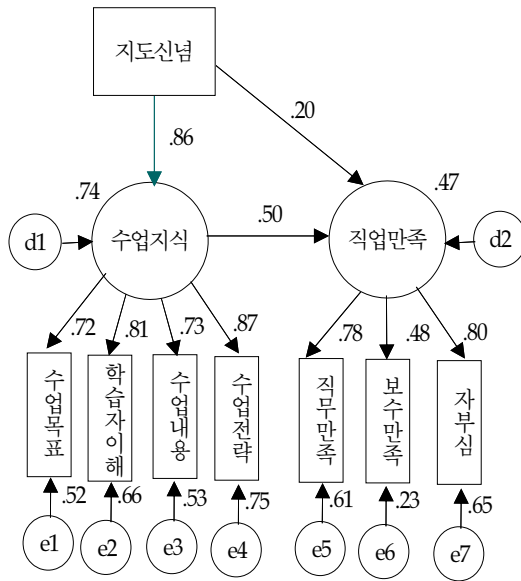 지도신념
.20
.86
.74
.47
d1
수업지식
.50
직업만족
d2
.72
.81
.73
.87
.78
.48
.80
수업목표
학습자이해
수업내용
수업전략
직무만족
보수만족
자부심
.52
.66
.53
.75
.61
.23
.65
e1
e2
e3
e4
e5
e6
e7